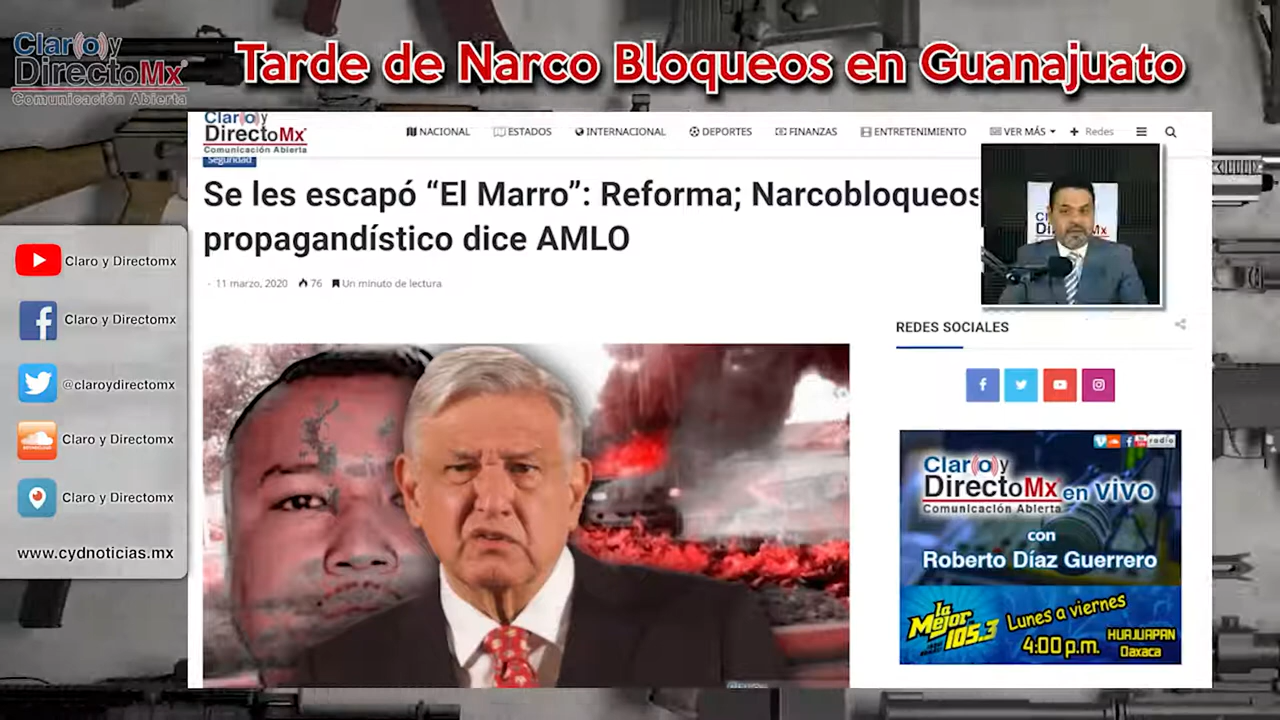 Claro y
DirectoMx
Comunicación Abierta
Tarde de Narco Bloqueos en Guanajuato
Claro y
DirectoMx
Comunicación Abierta
NACIONAL
ESTADOS
INTERNACIONAL
DEPORTES
FINANZAS
ENTRETENIMIENTO
VER MÁS
Redes
Seguridad
Se les escapó “El Marro”: Reforma; Narcobloqueos
propagandístico dice AMLO
- 11 marzo, 2020 76 Un minuto de lectura
Claro y Directomx
Claro y Directomx
@claroydirectomx
Claro y Directomx
Claro y Directomx
www.cydnoticias.mx
REDES SOCIALES
radio
Claro y
DirectoMx en vivo
Comunicación Abierta
con
Roberto Díaz Guerrero
la Mejor 105.3
Lunes a viernes
4:00 p.m.
HUAJUAPAN
Oaxaca